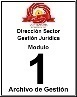 Dirección Sector
Gestión Jurídica
Modulo
1
Archivo de Gestión